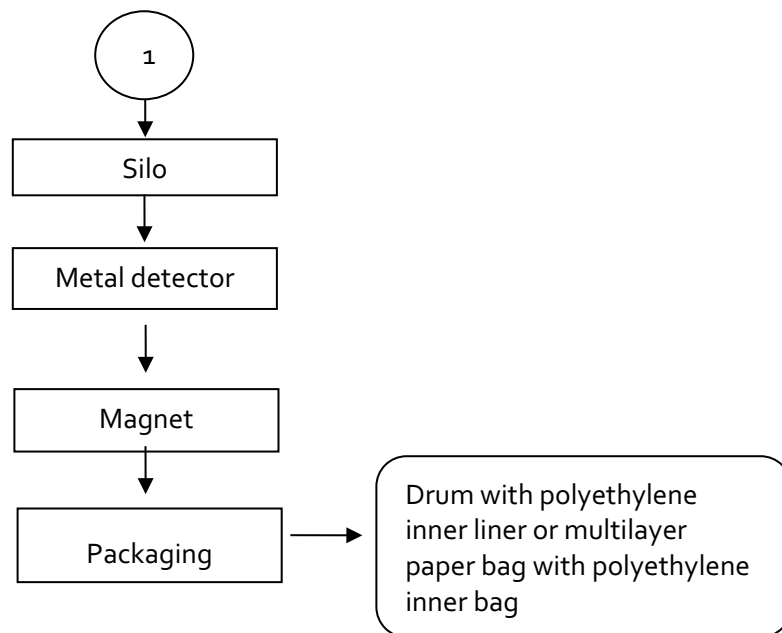 1
Silo
Metal detector
Magnet
Packaging
Drum with polyethylene
inner liner or multilayer
paper bag with polyethylene
inner bag